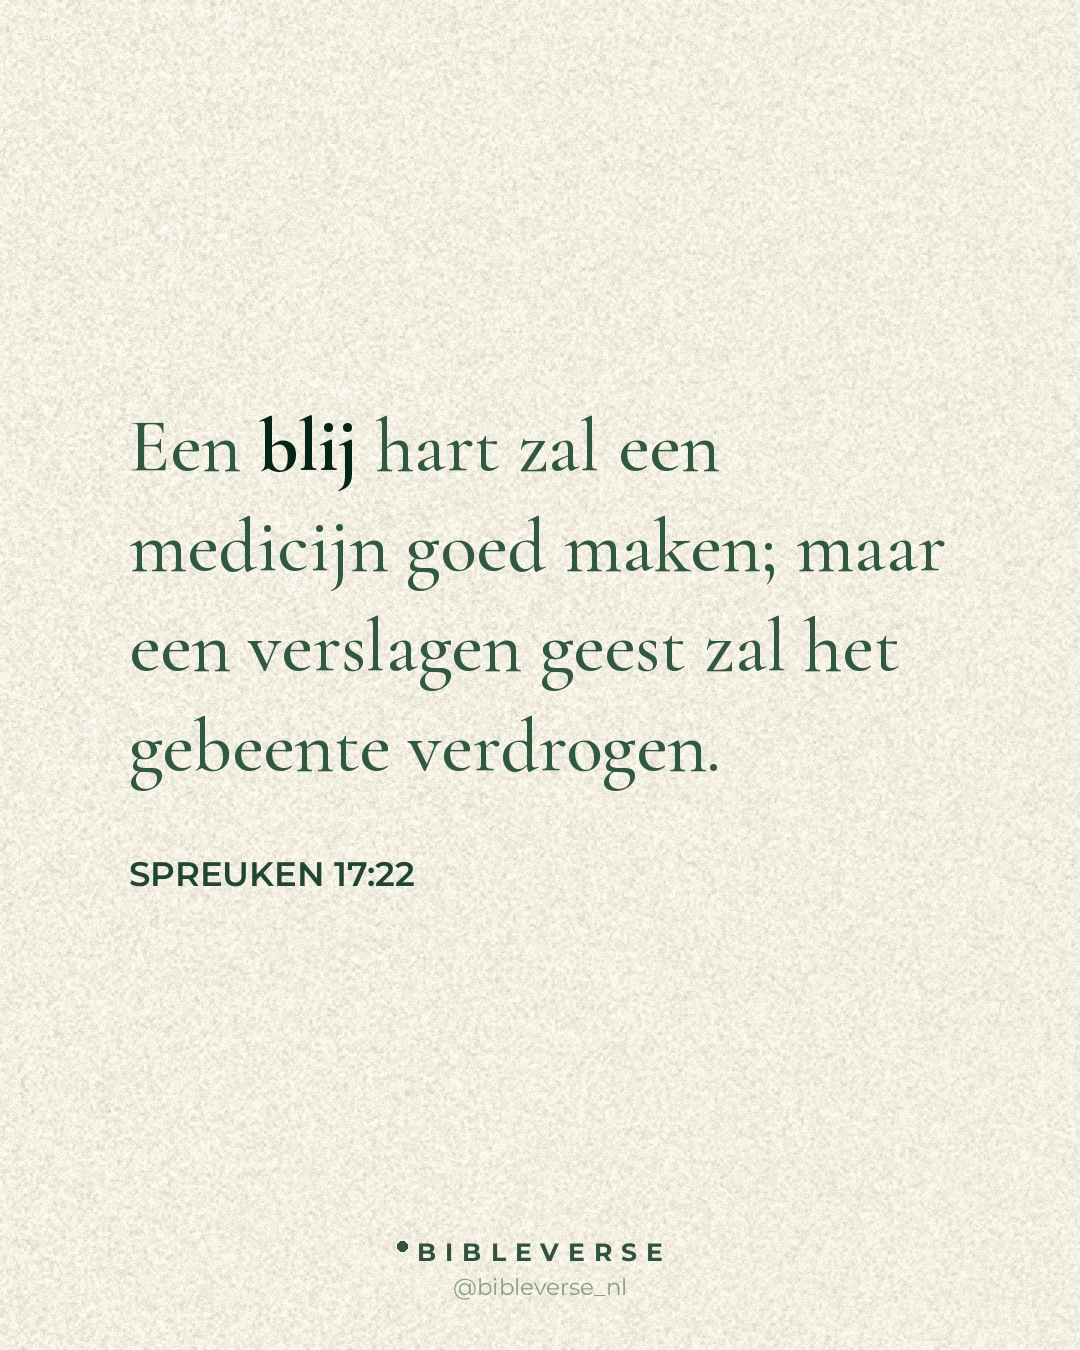 Een blij hart zal een
medicijn goed maken; maar
een verslagen geest zal het
gebeente verdrogen.
SPREUKEN 17:22
BIBLEVERSE
@bibleverse_nl